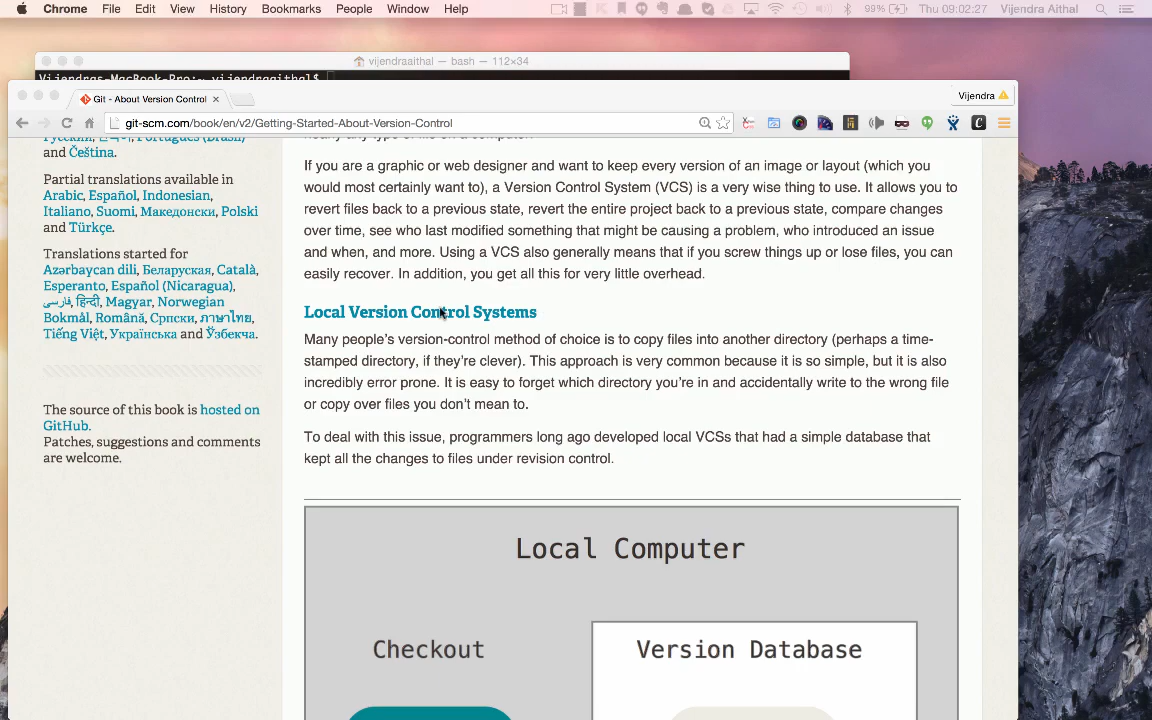 Chrome File Edit View History Bookmarks People Window Help 99% Thu 09:02:27 Vijendra Aithal
vijendraaithal — bash — 112×34
Vijendras-MacBook-Pro:~ vijendraaithal$
Git - About Version Control
Vijendra
git-scm.com/book/en/v2/Getting-Started-About-Version-Control
and Čeština.
Partial translations available in
Arabic, Español, Indonesian,
Italiano, Suomi, Македонски, Polski
and Türkçe.
Translations started for
Azərbaycan dili, Беларуская, Català,
Esperanto, Español (Nicaragua),
فارسی, हिन्दी, Magyar, Norwegian
Bokmål, Română, Српски, ภาษาไทย,
Tiếng Việt, Українська and Ўзбекча.
The source of this book is hosted on
GitHub.
Patches, suggestions and comments
are welcome.
If you are a graphic or web designer and want to keep every version of an image or layout (which you
would most certainly want to), a Version Control System (VCS) is a very wise thing to use. It allows you to
revert files back to a previous state, revert the entire project back to a previous state, compare changes
over time, see who last modified something that might be causing a problem, who introduced an issue
and when, and more. Using a VCS also generally means that if you screw things up or lose files, you can
easily recover. In addition, you get all this for very little overhead.
Local Version Control Systems
Many people’s version-control method of choice is to copy files into another directory (perhaps a time-
stamped directory, if they’re clever). This approach is very common because it is so simple, but it is also
incredibly error prone. It is easy to forget which directory you’re in and accidentally write to the wrong file
or copy over files you don’t mean to.
To deal with this issue, programmers long ago developed local VCSs that had a simple database that
kept all the changes to files under revision control.
Local Computer
Checkout
Version Database